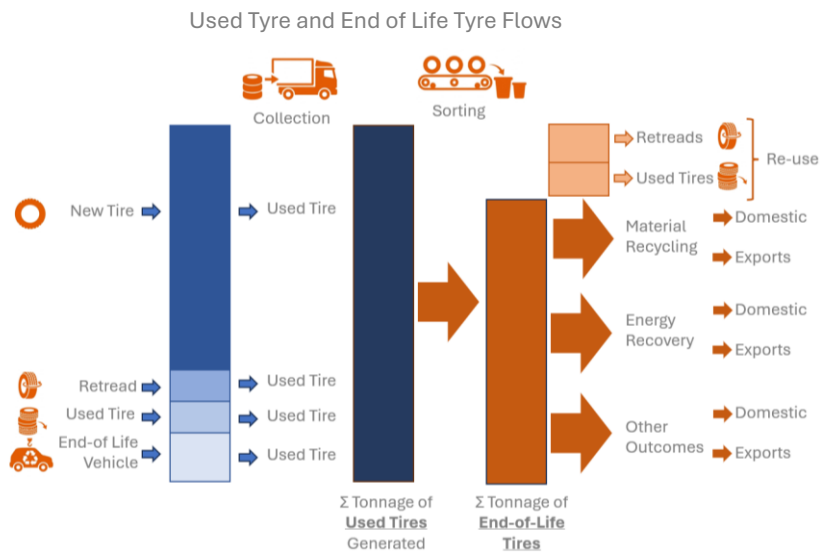 Used Tyre and End of Life Tyre Flows
Collection
Sorting
New Tire
Used Tire
Retread
Used Tire
Used Tire
Used Tire
End-of Life
Vehicle
Used Tire
Σ Tonnage of
Used Tires
Generated
Σ Tonnage of
End-of-Life
Tires
Retreads
Used Tires
Re-use
Material
Recycling
Domestic
Exports
Energy
Recovery
Domestic
Exports
Other
Outcomes
Domestic
Exports